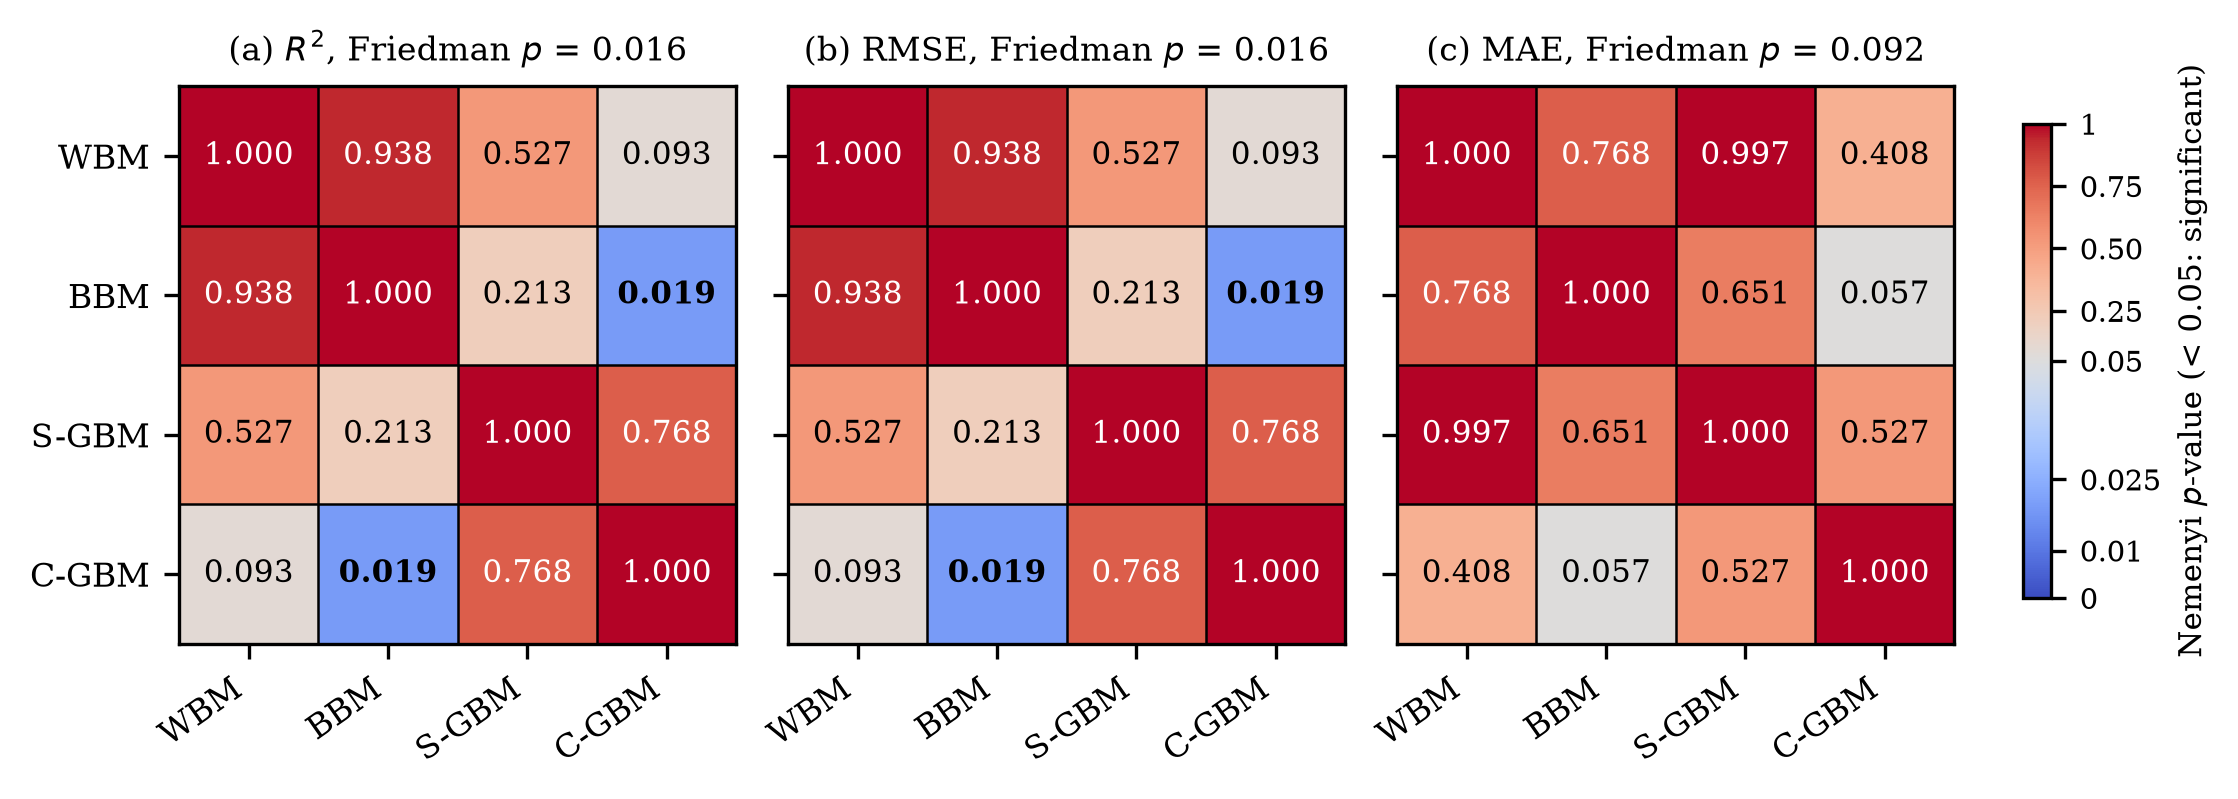 (a) R², Friedman p = 0.016
(b) RMSE, Friedman p = 0.016
(c) MAE, Friedman p = 0.092
WBM 1.000 0.938 0.527 0.093
BBM 0.938 1.000 0.213 0.019
S-GBM 0.527 0.213 1.000 0.768
C-GBM 0.093 0.019 0.768 1.000
WBM BBM S-GBM C-GBM
1.000 0.938 0.527 0.093
0.938 1.000 0.213 0.019
0.527 0.213 1.000 0.768
0.093 0.019 0.768 1.000
WBM BBM S-GBM C-GBM
1.000 0.768 0.997 0.408
0.768 1.000 0.651 0.057
0.997 0.651 1.000 0.527
0.408 0.057 0.527 1.000
WBM BBM S-GBM C-GBM
1
0.75
0.50
0.25
0.05
0.025
0.01
0
Nemenyi p-value (< 0.05: significant)